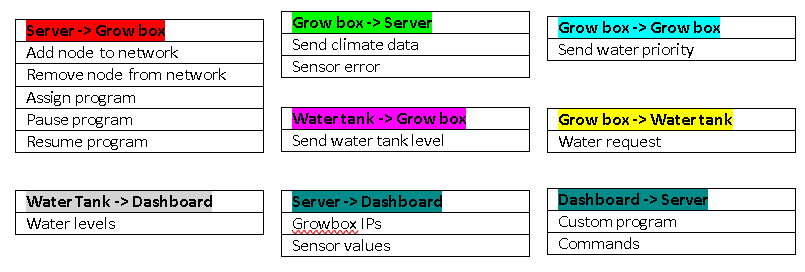 Server -> Grow box
Add node to network
Remove node from network
Assign program
Pause program
Resume program
Grow box -> Server
Send climate data
Sensor error
Grow box -> Grow box
Send water priority
Water tank -> Grow box
Send water tank level
Grow box -> Water tank
Water request
Water Tank -> Dashboard
Water levels
Server -> Dashboard
Growbox IPs
Sensor values
Dashboard -> Server
Custom program
Commands